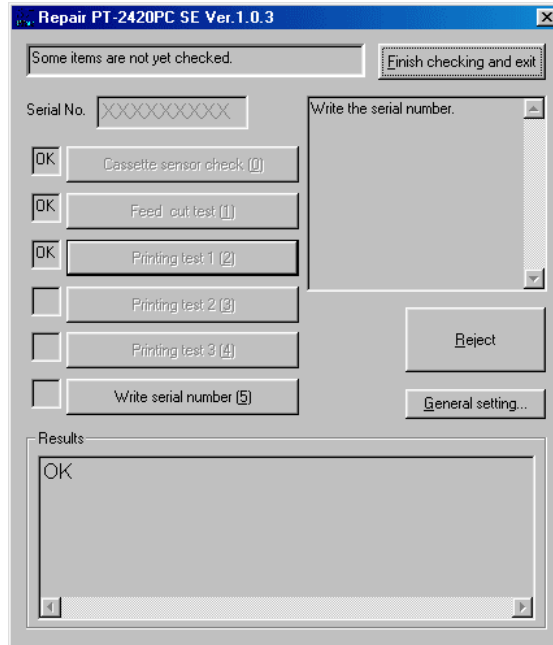 Repair PT-2420PC SE Ver.1.0.3
Some items are not yet checked.
Finish checking and exit
Serial No. XXXXXXXXX
Write the serial number.
OK Cassette sensor check (0)
OK Feed cut test (1)
OK Printing test 1 (2)
Printing test 2 (3)
Printing test 3 (4)
Reject
Write serial number (5)
General setting...
Results
OK